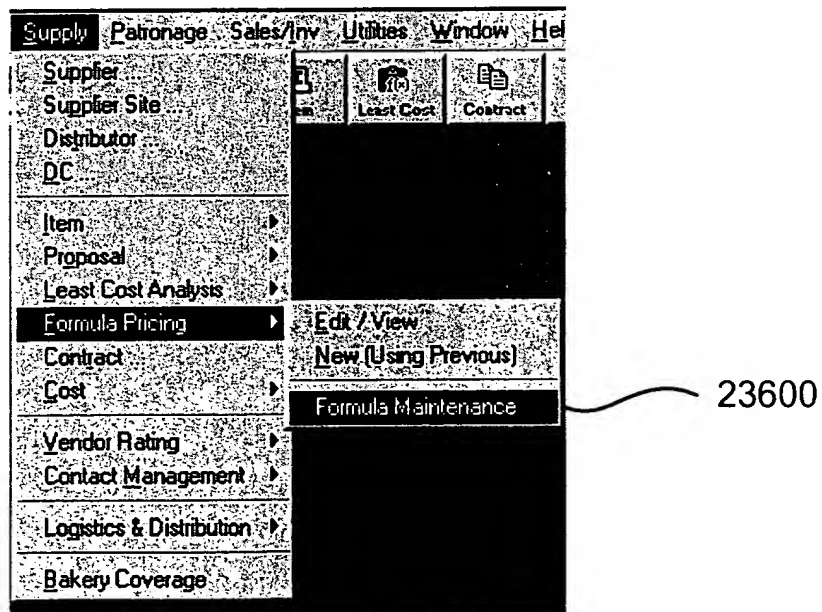 Supply Patronage Sales/Inv Utilities Window Hel
Supplier
Supplier Site ...
Distributor ...
DC ...
Least Cost
Contract
Item
Proposal
Least Cost Analysis
Formula Pricing
Edit / View
New (Using Previous)
Contract
Cost
Formula Maintenance
23600
Vendor Rating
Contact Management
Logistics & Distribution
Bakery Coverage